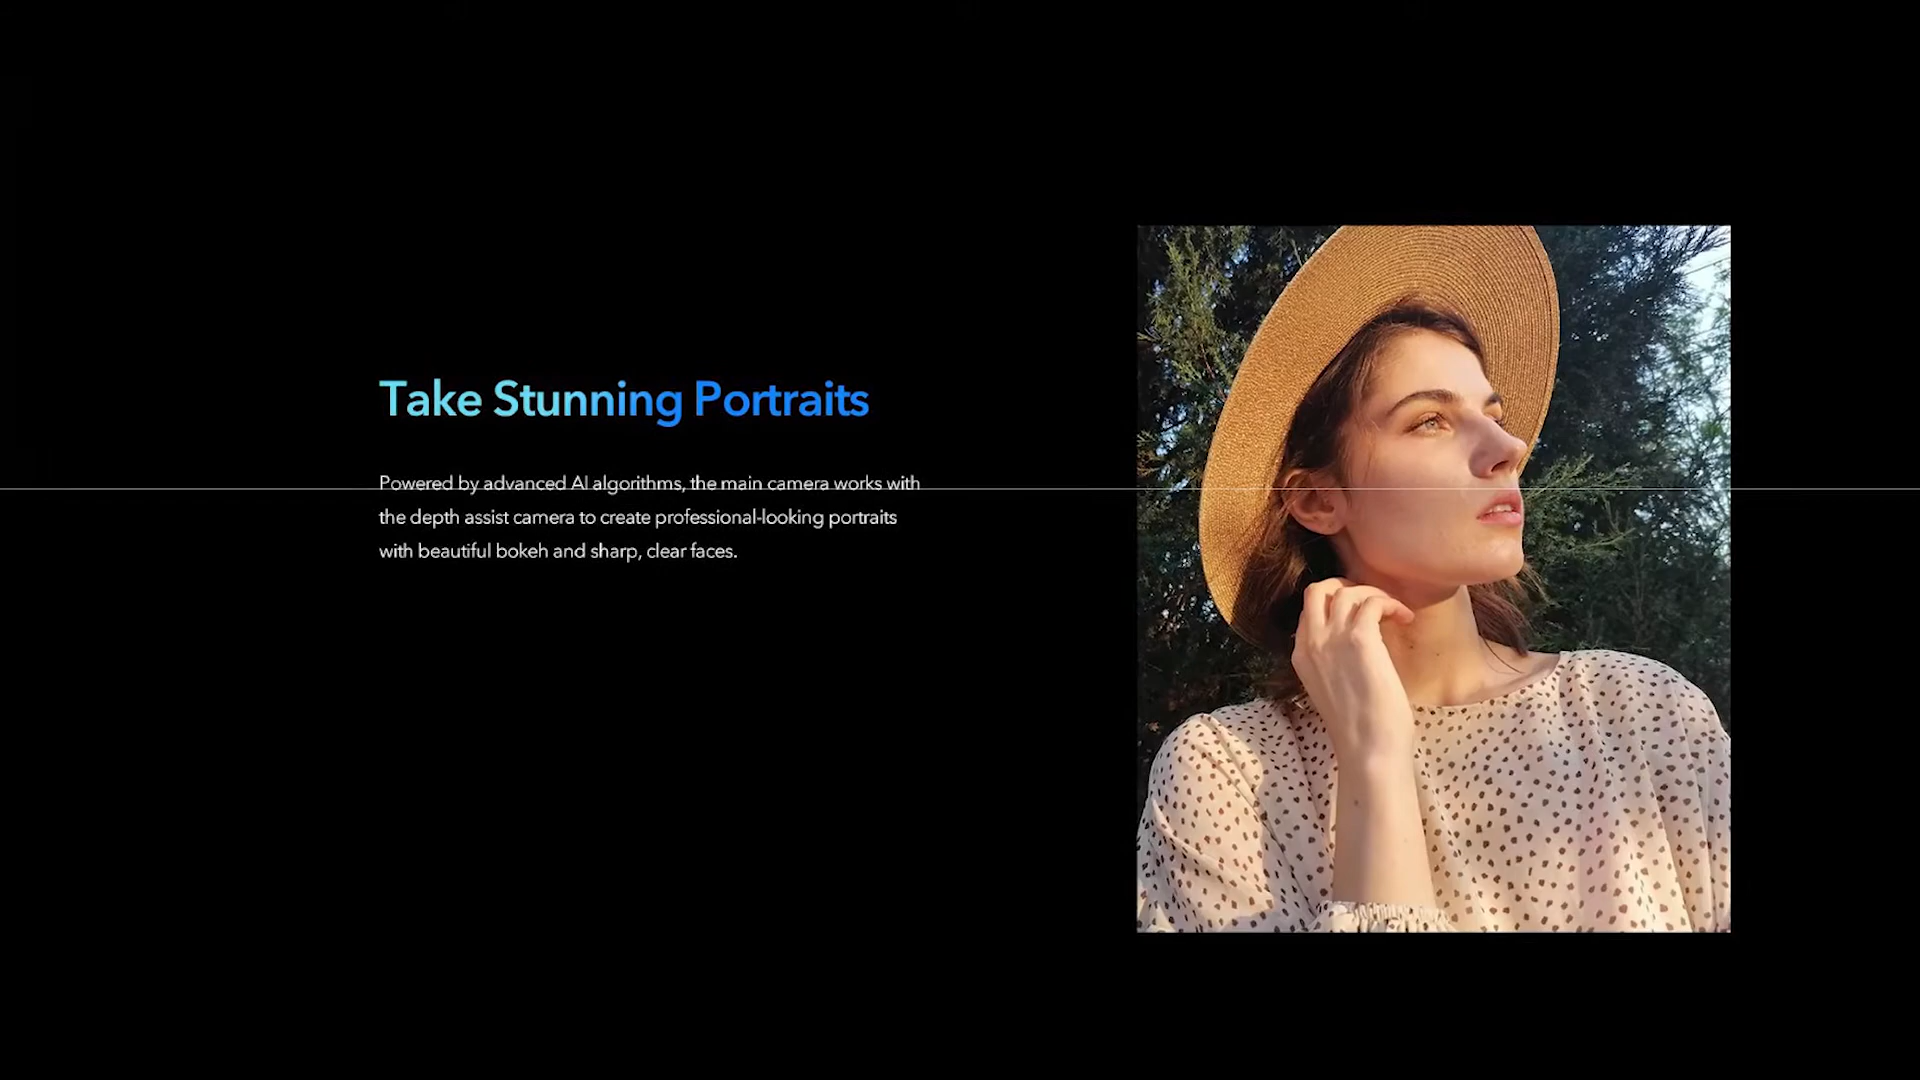 Take Stunning Portraits
Powered by advanced AI algorithms, the main camera works with
the depth assist camera to create professional-looking portraits
with beautiful bokeh and sharp, clear faces.